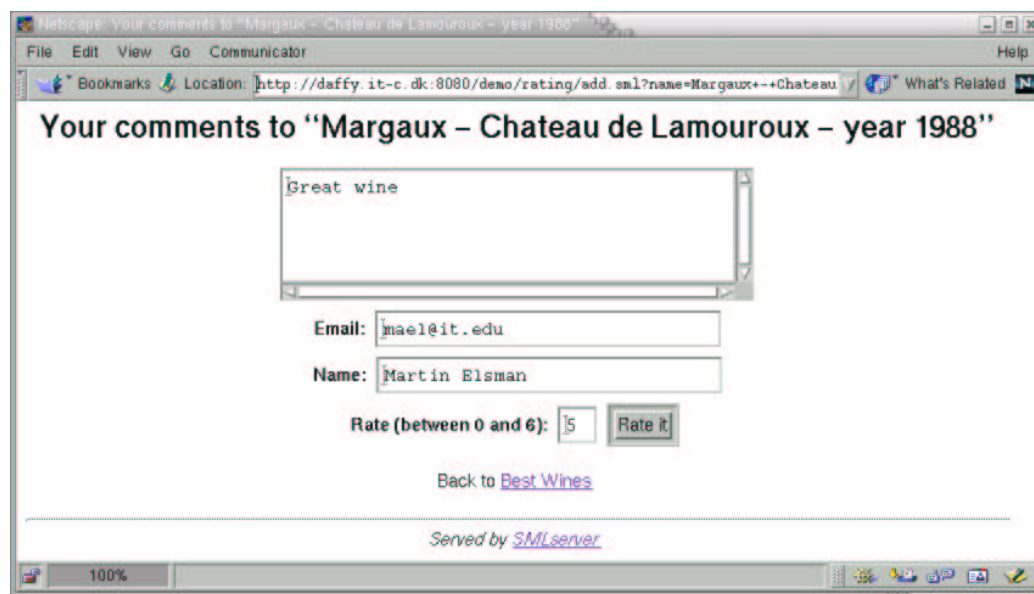 Netscape: Your comments to "Margaux – Chateau de Lamouroux – year 1988"
File Edit View Go Communicator Help
Bookmarks Location: http://daffy.it-c.dk:8080/demo/rating/add.sml?name=Margaux+-+Chateau What's Related N
Your comments to “Margaux – Chateau de Lamouroux – year 1988”
Great wine
Email: mael@it.edu
Name: Martin Elsman
Rate (between 0 and 6): 5 Rate it
Back to Best Wines
Served by SMLserver
100%